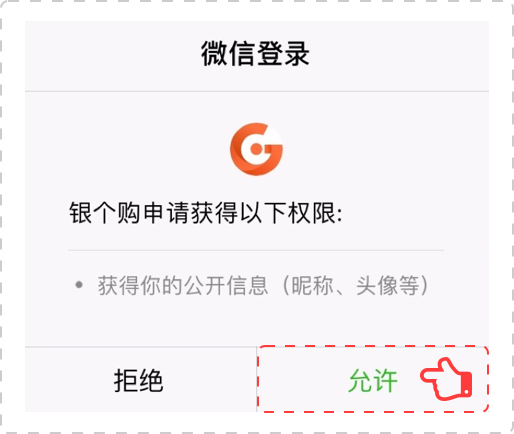 微信登录
银个购申请获得以下权限:
• 获得你的公开信息（昵称、头像等）
拒绝 允许